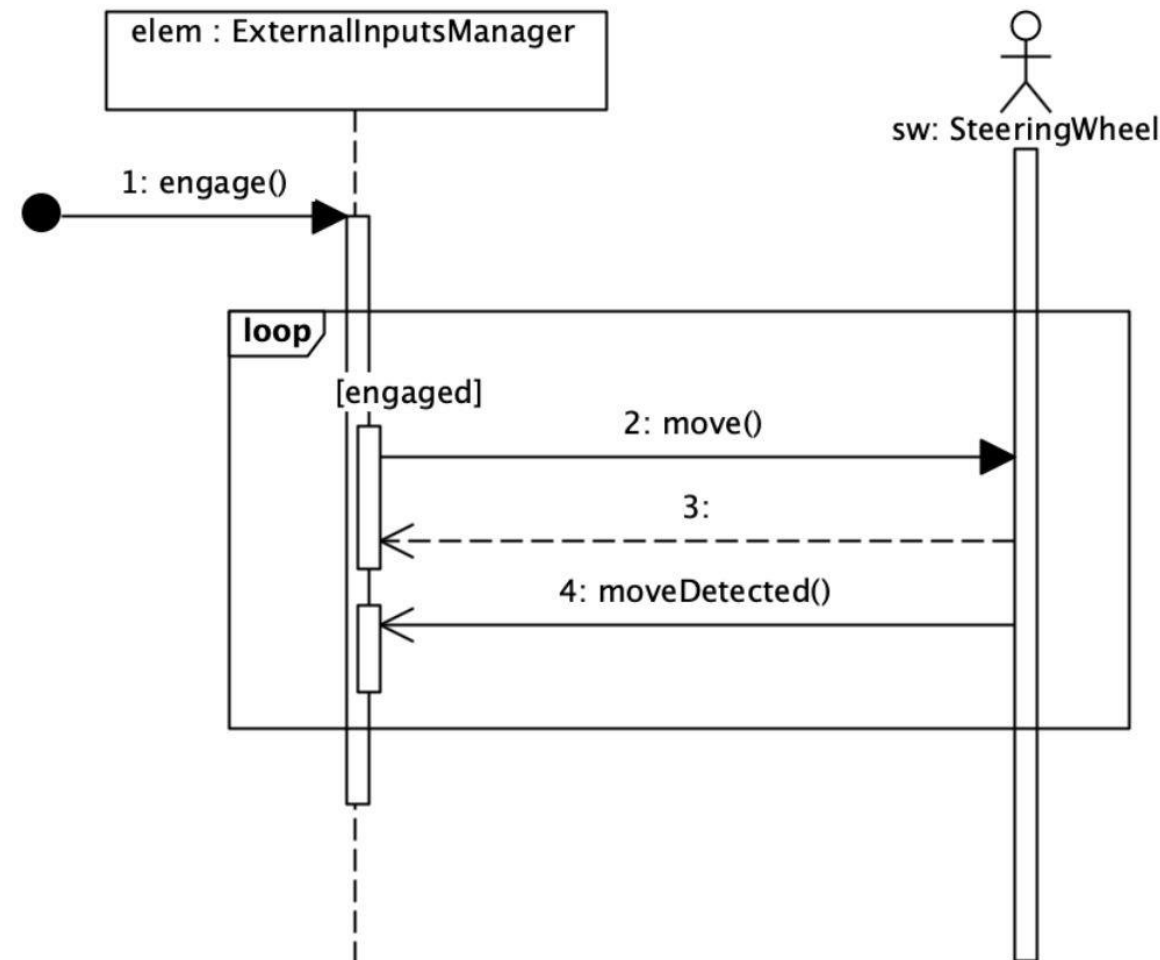 elem : ExternalInputsManager
sw: SteeringWheel
1: engage()
loop
[engaged]
2: move()
3:
4: moveDetected()